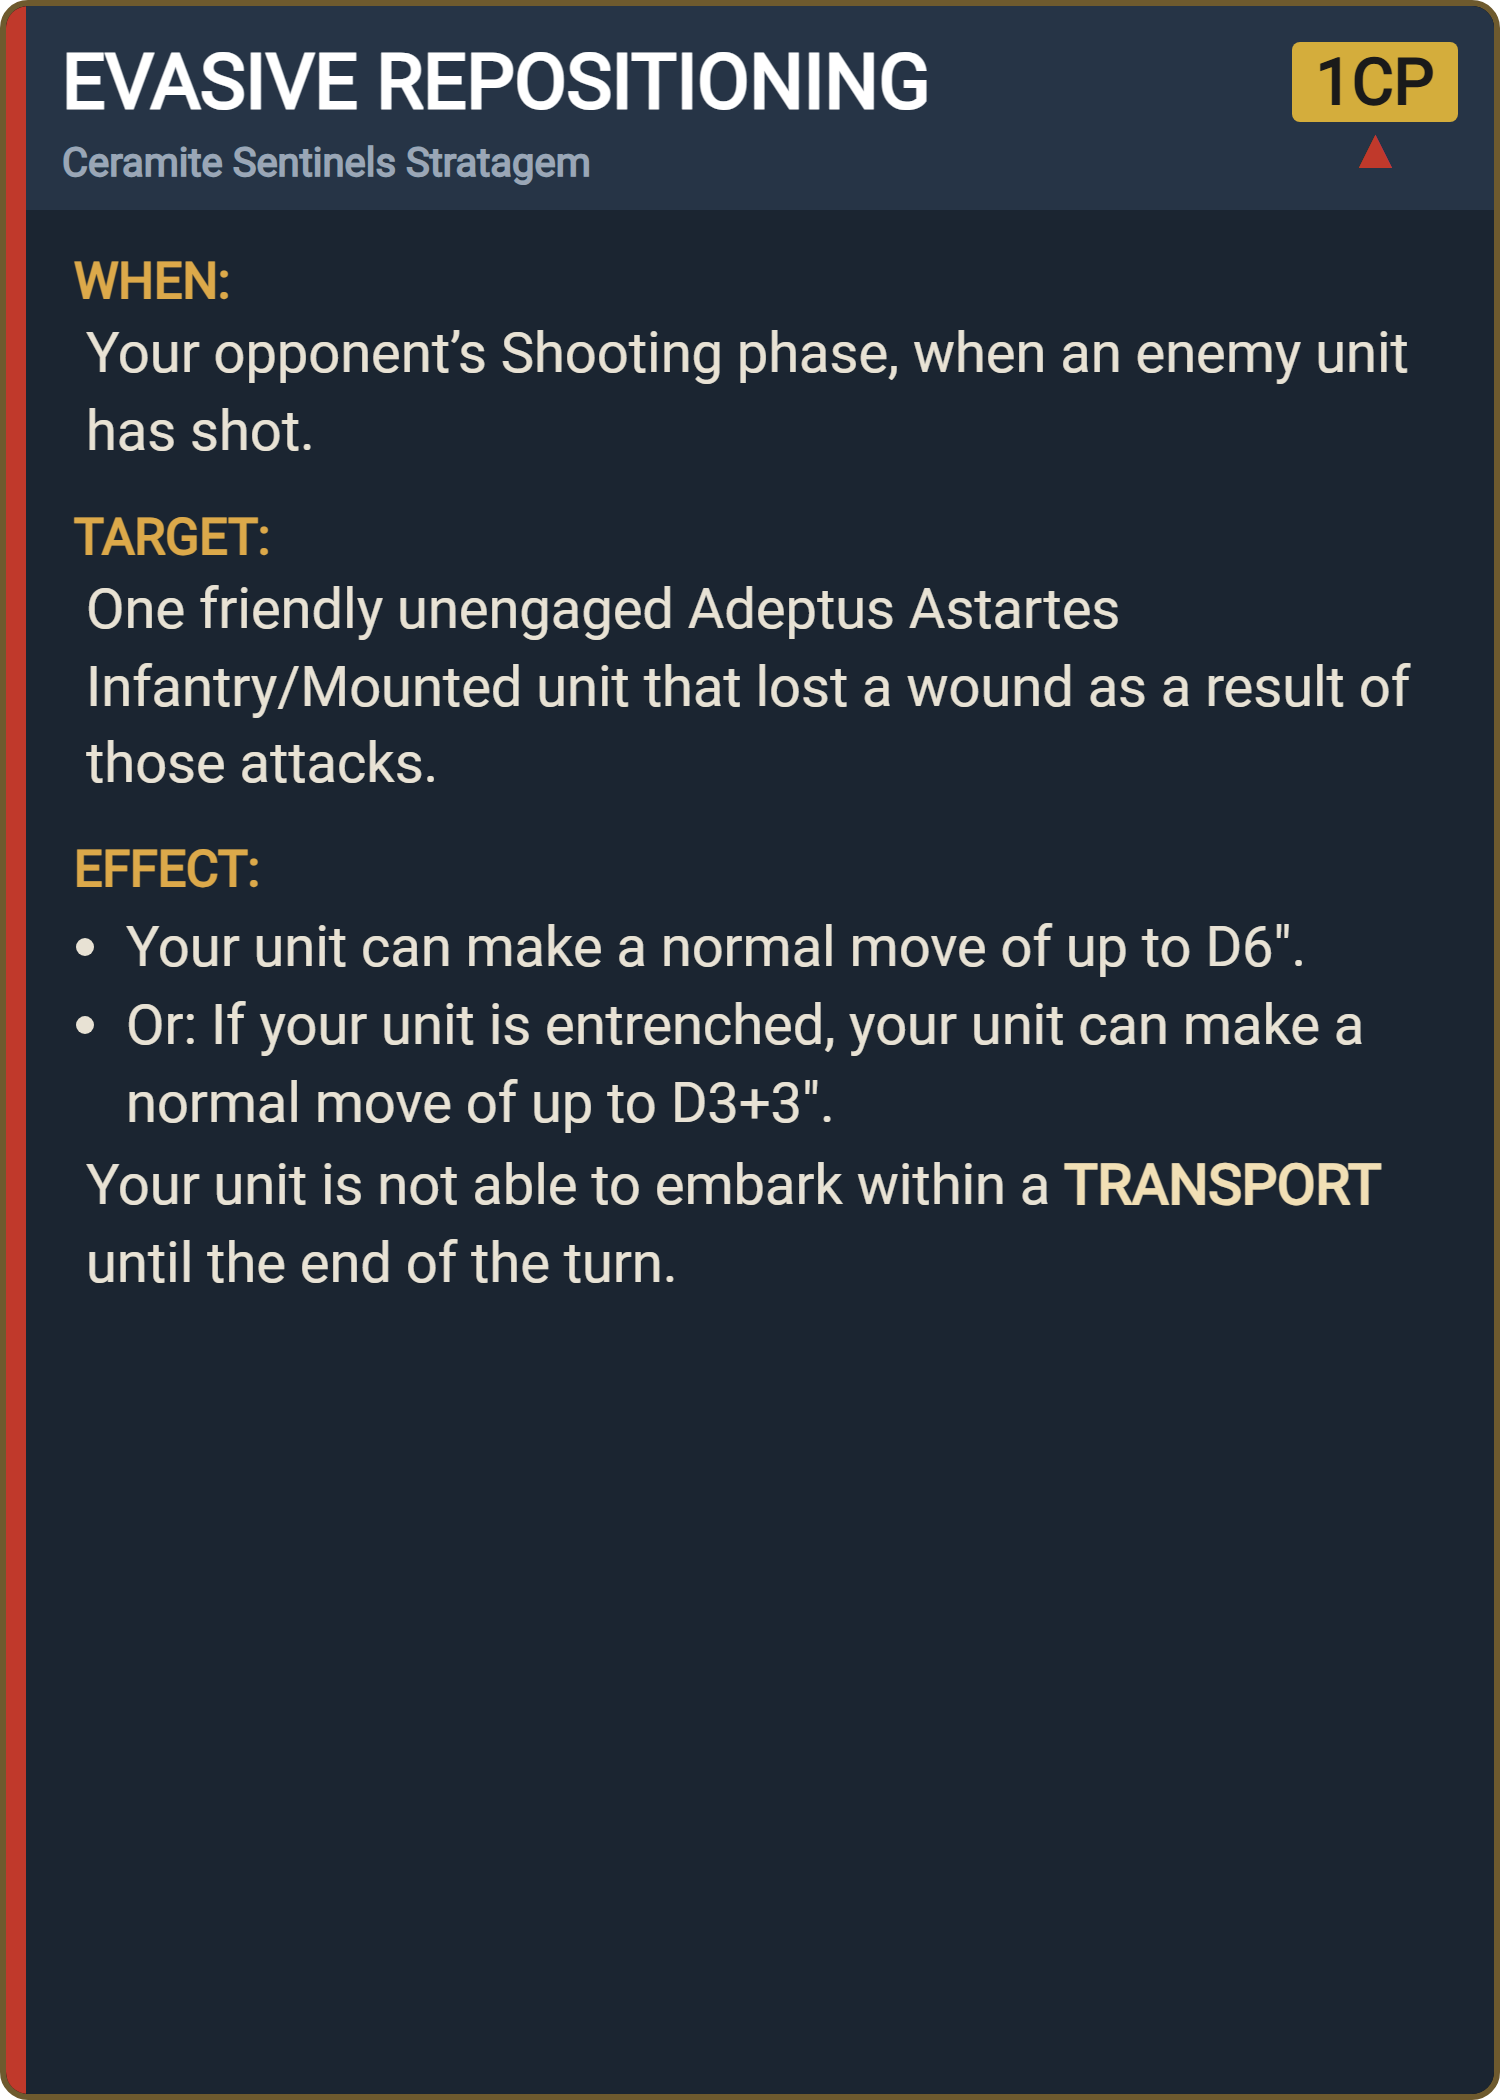 EVASIVE REPOSITIONING
1CP
Ceramite Sentinels Stratagem
WHEN:
Your opponent’s Shooting phase, when an enemy unit
has shot.
TARGET:
One friendly unengaged Adeptus Astartes
Infantry/Mounted unit that lost a wound as a result of
those attacks.
EFFECT:
• Your unit can make a normal move of up to D6".
• Or: If your unit is entrenched, your unit can make a
normal move of up to D3+3".
Your unit is not able to embark within a TRANSPORT
until the end of the turn.